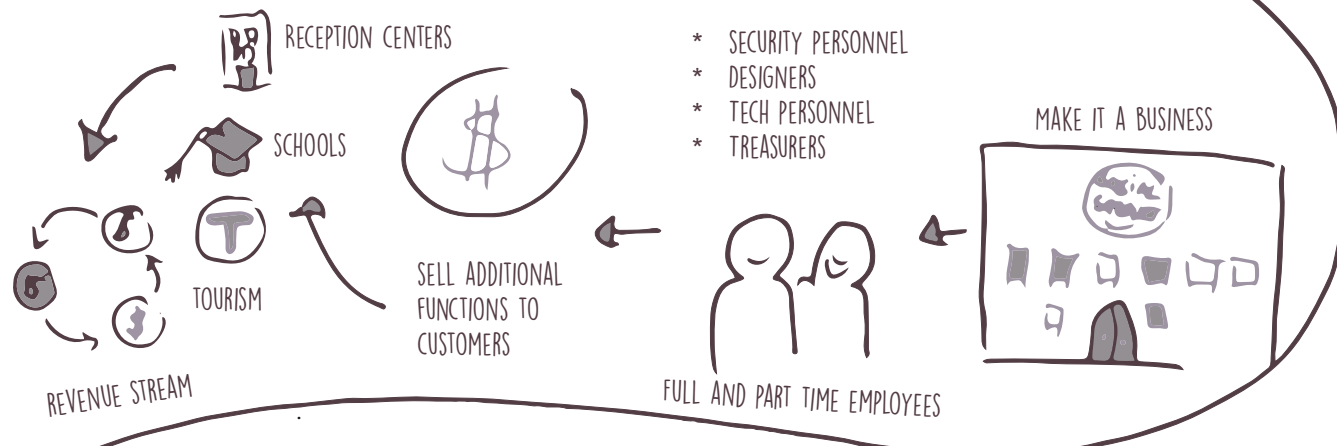 RECEPTION CENTERS
SCHOOLS
T
TOURISM
REVENUE STREAM
$
SELL ADDITIONAL
FUNCTIONS TO
CUSTOMERS
* SECURITY PERSONNEL
* DESIGNERS
* TECH PERSONNEL
* TREASURERS
FULL AND PART TIME EMPLOYEES
MAKE IT A BUSINESS